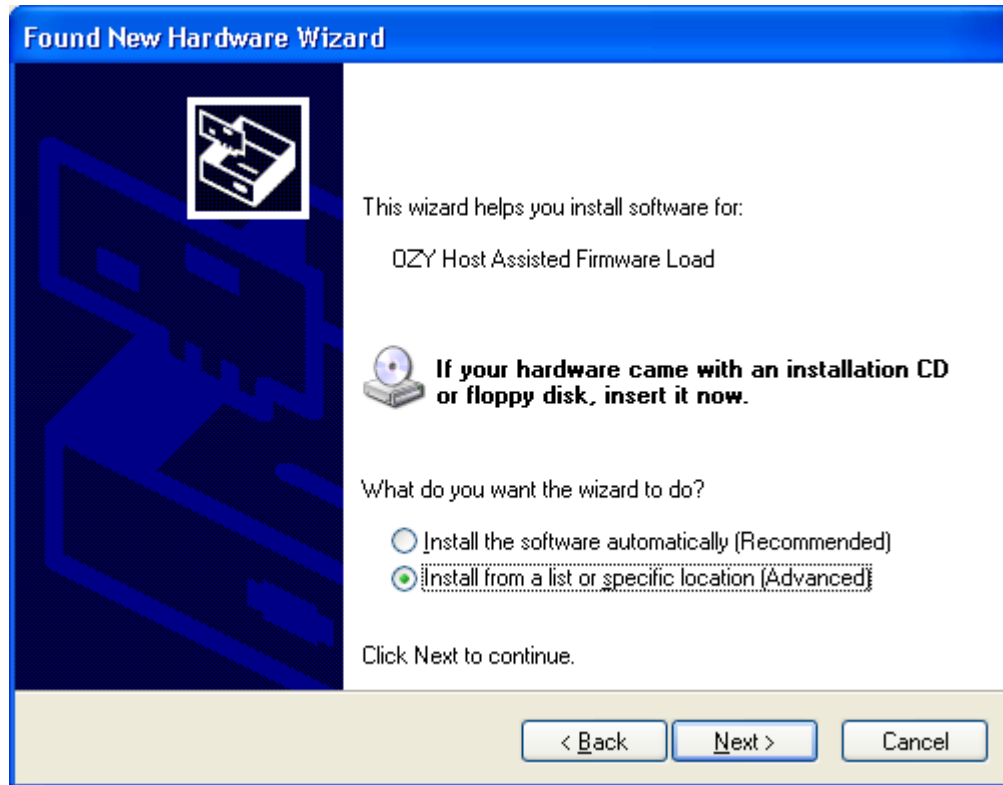 Found New Hardware Wizard
This wizard helps you install software for:
OZY Host Assisted Firmware Load
If your hardware came with an installation CD
or floppy disk, insert it now.
What do you want the wizard to do?
Install the software automatically (Recommended)
Install from a list or specific location (Advanced)
Click Next to continue.
< Back
Next >
Cancel